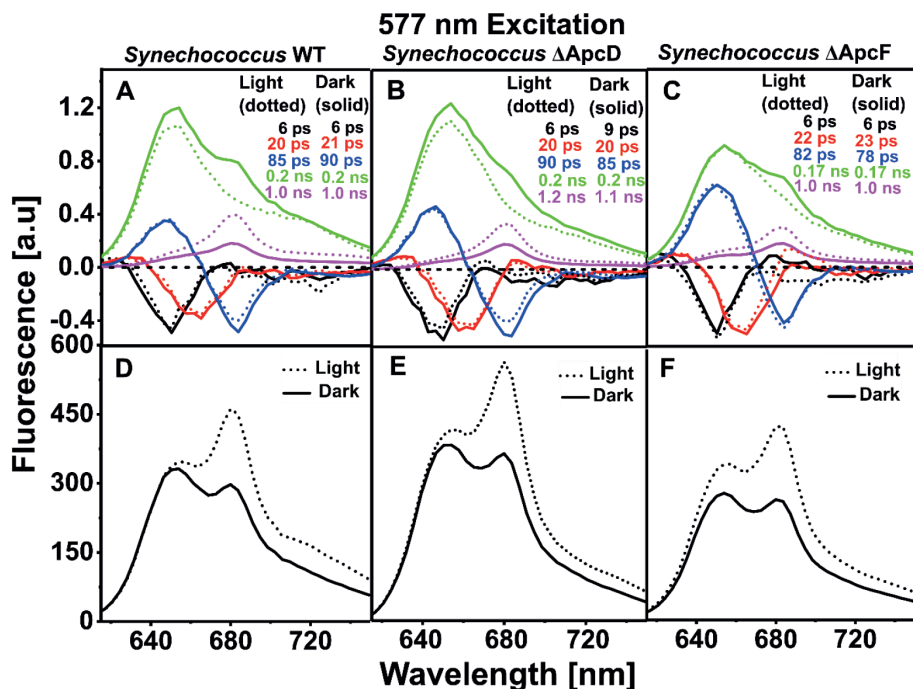 577 nm Excitation
Synechococcus WT
Synechococcus ΔApcD
Synechococcus ΔApcF
A
Light Dark
(dotted) (solid)
6 ps 6 ps
20 ps 21 ps
85 ps 90 ps
0.2 ns 0.2 ns
1.0 ns 1.0 ns
B
Light Dark
(dotted) (solid)
6 ps 9 ps
20 ps 20 ps
90 ps 85 ps
0.2 ns 0.2 ns
1.2 ns 1.1 ns
C
Light Dark
(dotted) (solid)
6 ps 6 ps
22 ps 23 ps
82 ps 78 ps
0.17 ns 0.17 ns
1.0 ns 1.0 ns
1.2
0.8
0.4
0.0
-0.4
Fluorescence [a.u]
D
Light
Dark
E
Light
Dark
F
Light
Dark
600
450
300
150
0
640 680 720
640 680 720
640 680 720
Wavelength [nm]